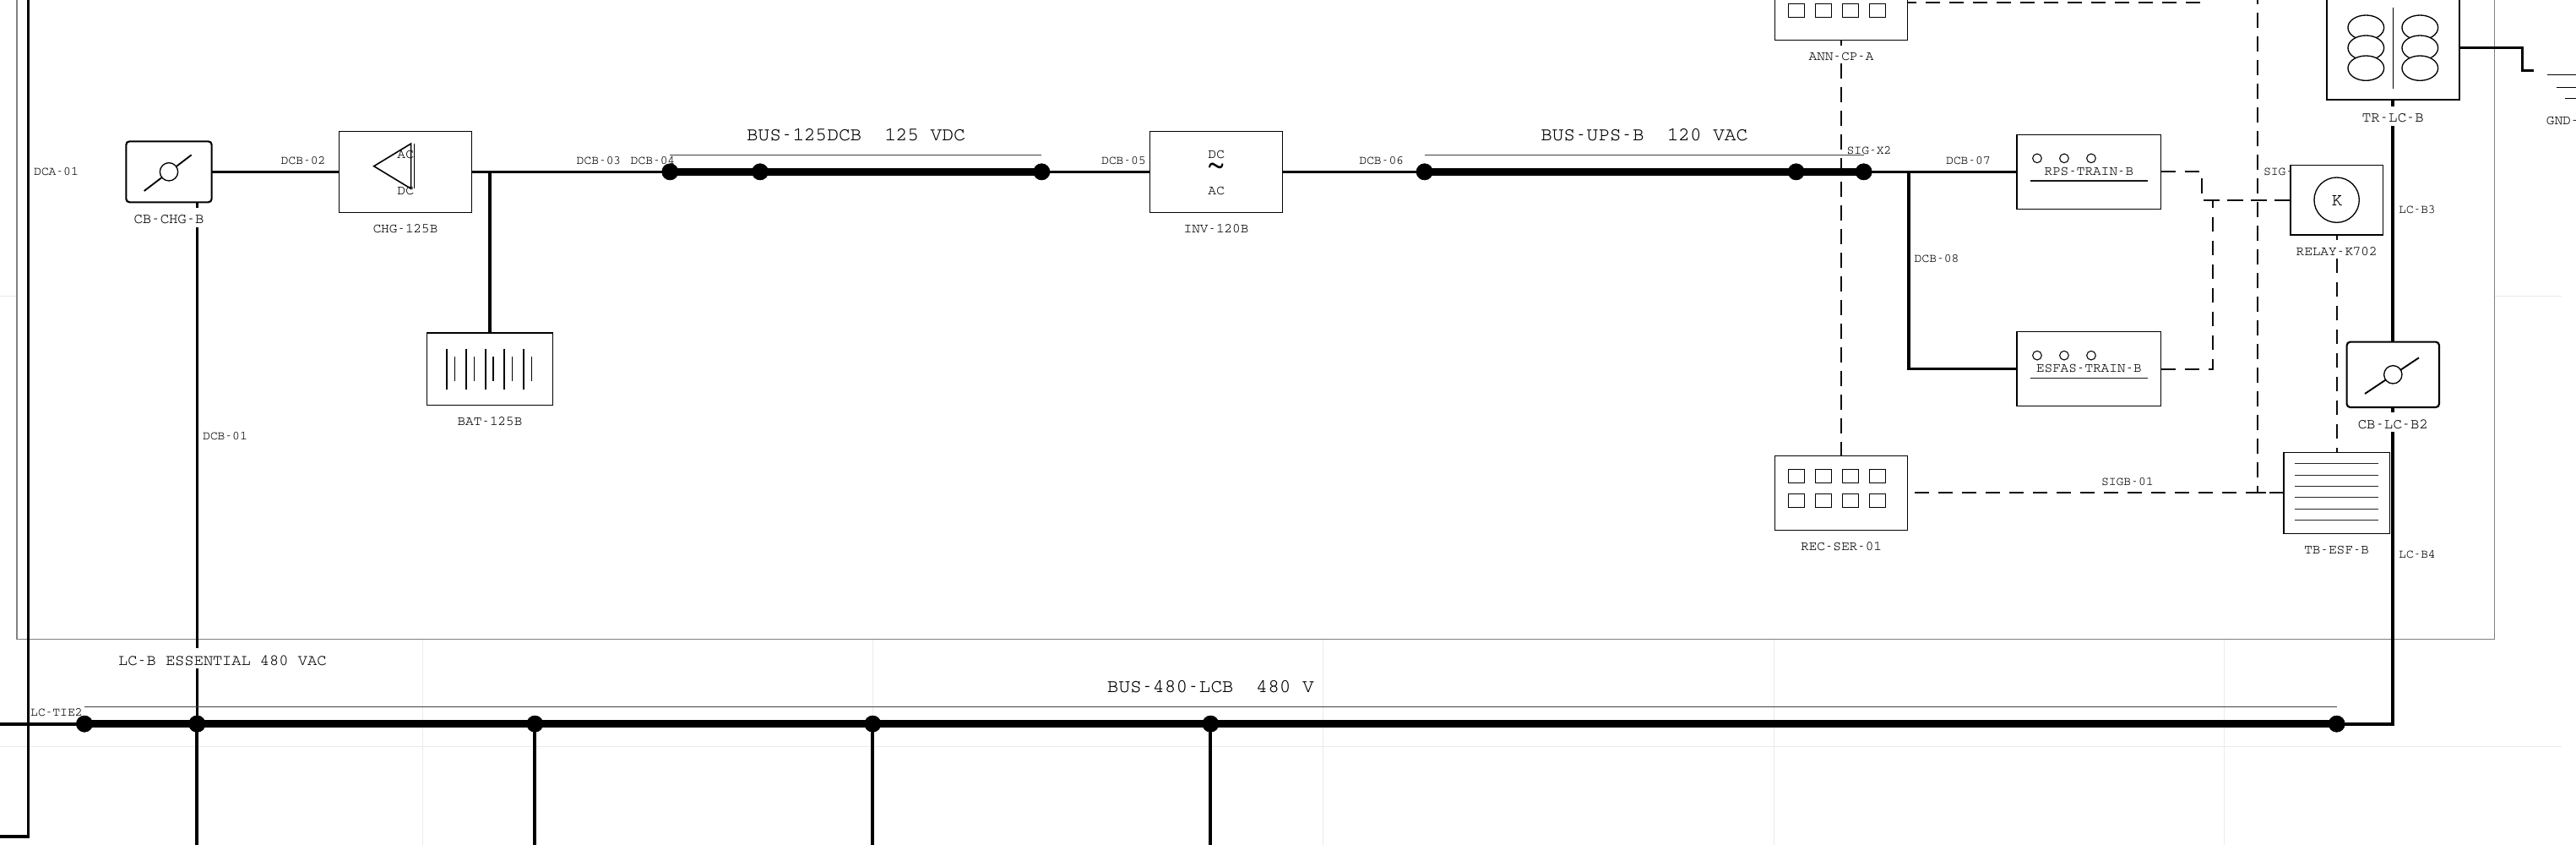 ANN-CP-A
TR-LC-B
GND-
BUS-125DCB  125 VDC
BUS-UPS-B  120 VAC
DCA-01
DCB-02
AC
DC
DCB-03
DCB-04
DCB-05
DC
~
AC
DCB-06
SIG-X2
DCB-07
RPS-TRAIN-B
SIG-
K
LC-B3
CB-CHG-B
CHG-125B
INV-120B
RELAY-K702
DCB-08
ESFAS-TRAIN-B
BAT-125B
CB-LC-B2
DCB-01
SIGB-01
REC-SER-01
TB-ESF-B
LC-B4
LC-B ESSENTIAL 480 VAC
BUS-480-LCB  480 V
LC-TIE2